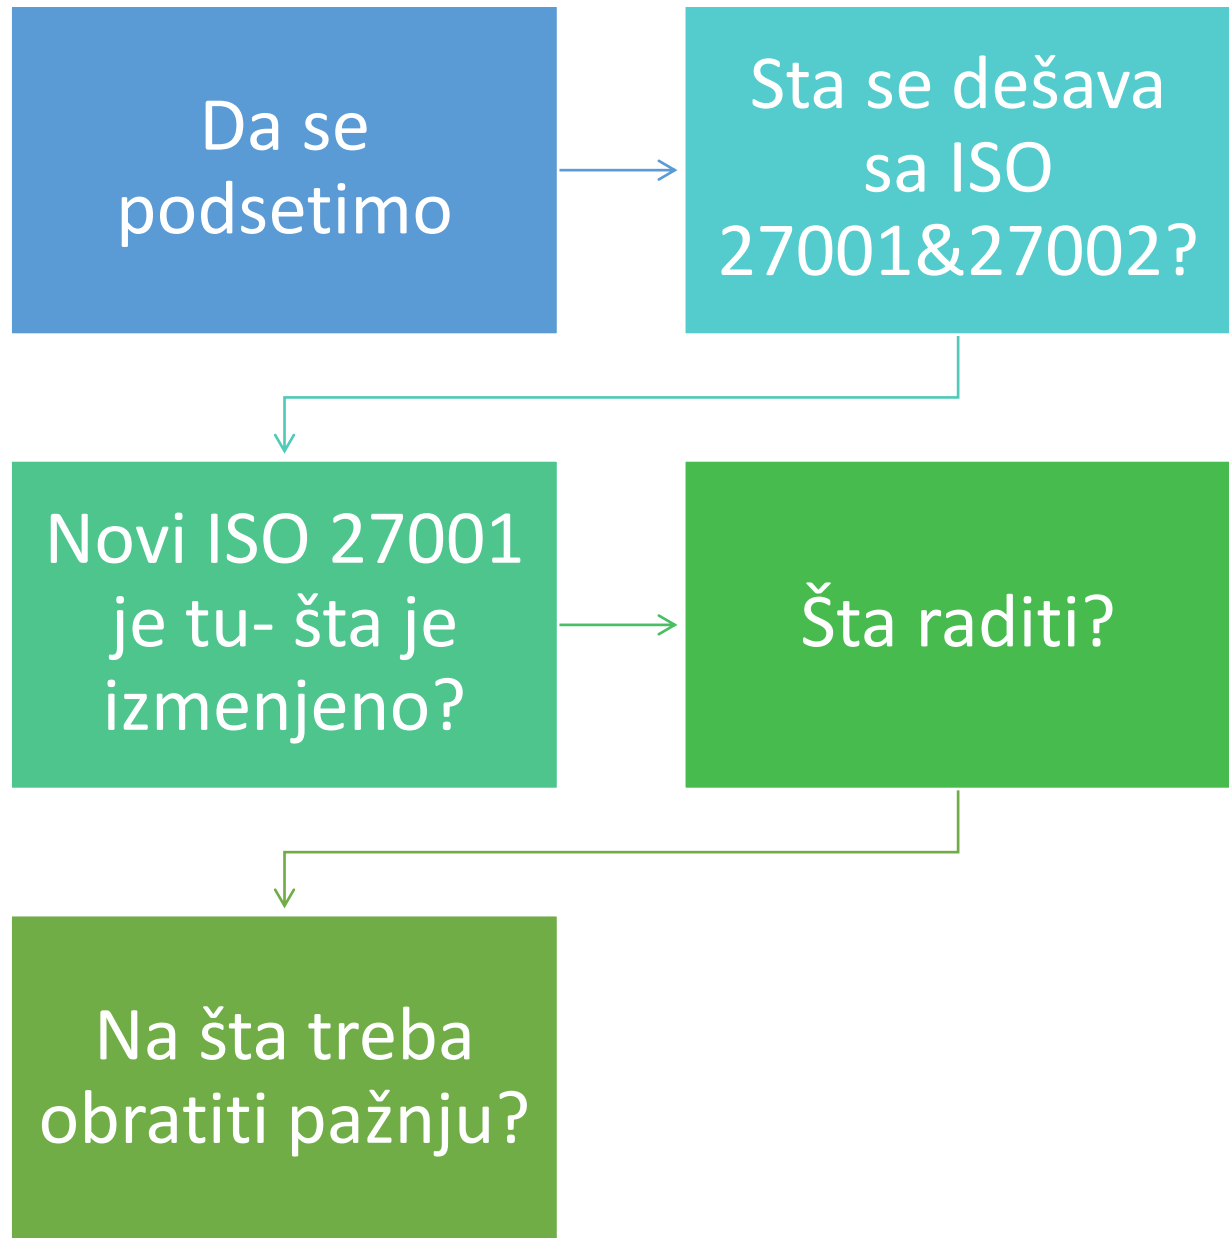 Da se
podsetimo
Sta se dešava
sa ISO
27001&27002?
Novi ISO 27001
je tu- šta je
izmenjeno?
Šta raditi?
Na šta treba
obratiti pažnju?